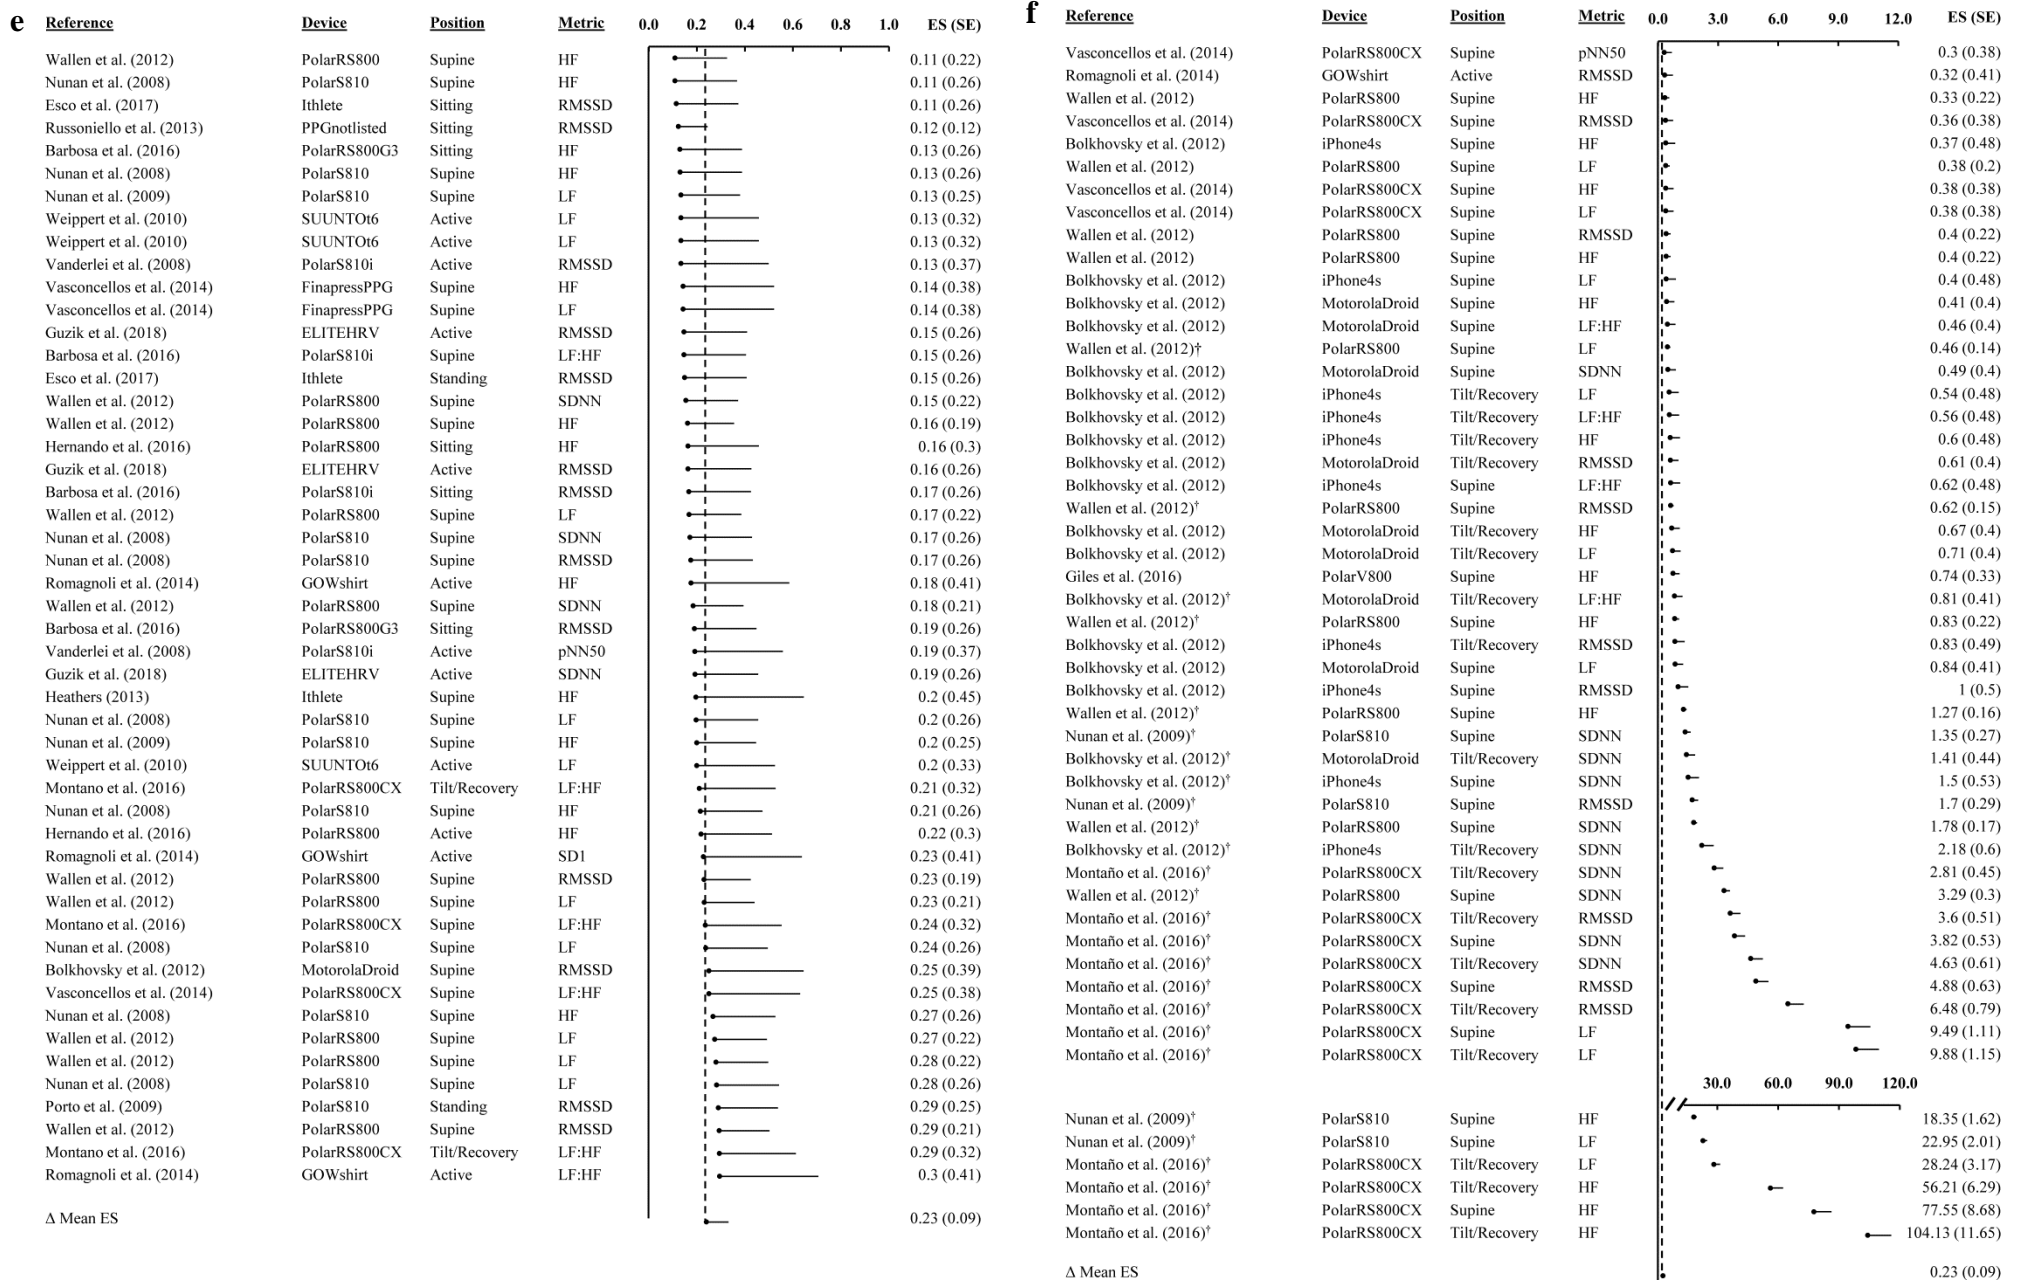 e
Reference Device Position Metric 0.0 0.2 0.4 0.6 0.8 1.0 ES (SE)
Wallen et al. (2012) PolarRS800 Supine HF 0.11 (0.22)
Nunan et al. (2008) PolarS810 Supine HF 0.11 (0.26)
Esco et al. (2017) Ithlete Sitting RMSSD 0.11 (0.26)
Russoniello et al. (2013) PPGnotlisted Sitting RMSSD 0.12 (0.12)
Barbosa et al. (2016) PolarRS800G3 Sitting HF 0.13 (0.26)
Nunan et al. (2008) PolarS810 Supine HF 0.13 (0.26)
Nunan et al. (2009) PolarS810 Supine LF 0.13 (0.25)
Weippert et al. (2010) SUUNTOt6 Active LF 0.13 (0.32)
Weippert et al. (2010) SUUNTOt6 Active LF 0.13 (0.32)
Vanderlei et al. (2008) PolarS810i Active RMSSD 0.13 (0.37)
Vasconcellos et al. (2014) FinapressPPG Supine HF 0.14 (0.38)
Vasconcellos et al. (2014) FinapressPPG Supine LF 0.14 (0.38)
Guzik et al. (2018) ELITEHRV Active RMSSD 0.15 (0.26)
Barbosa et al. (2016) PolarS810i Supine LF:HF 0.15 (0.26)
Esco et al. (2017) Ithlete Standing RMSSD 0.15 (0.26)
Wallen et al. (2012) PolarRS800 Supine SDNN 0.15 (0.22)
Wallen et al. (2012) PolarRS800 Supine HF 0.16 (0.19)
Hernando et al. (2016) PolarRS800 Sitting HF 0.16 (0.3)
Guzik et al. (2018) ELITEHRV Active RMSSD 0.16 (0.26)
Barbosa et al. (2016) PolarS810i Sitting RMSSD 0.17 (0.26)
Wallen et al. (2012) PolarRS800 Supine LF 0.17 (0.22)
Nunan et al. (2008) PolarS810 Supine SDNN 0.17 (0.26)
Nunan et al. (2008) PolarS810 Supine RMSSD 0.17 (0.26)
Romagnoli et al. (2014) GOWshirt Active HF 0.18 (0.41)
Wallen et al. (2012) PolarRS800 Supine SDNN 0.18 (0.21)
Barbosa et al. (2016) PolarRS800G3 Sitting RMSSD 0.19 (0.26)
Vanderlei et al. (2008) PolarS810i Active pNN50 0.19 (0.37)
Guzik et al. (2018) ELITEHRV Active SDNN 0.19 (0.26)
Heathers (2013) Ithlete Supine HF 0.2 (0.45)
Nunan et al. (2008) PolarS810 Supine LF 0.2 (0.26)
Nunan et al. (2009) PolarS810 Supine HF 0.2 (0.25)
Weippert et al. (2010) SUUNTOt6 Active LF 0.2 (0.33)
Montano et al. (2016) PolarRS800CX Tilt/Recovery LF:HF 0.21 (0.32)
Nunan et al. (2008) PolarS810 Supine HF 0.21 (0.26)
Hernando et al. (2016) PolarRS800 Active HF 0.22 (0.3)
Romagnoli et al. (2014) GOWshirt Active SD1 0.23 (0.41)
Wallen et al. (2012) PolarRS800 Supine RMSSD 0.23 (0.19)
Wallen et al. (2012) PolarRS800 Supine LF 0.23 (0.21)
Montano et al. (2016) PolarRS800CX Supine LF:HF 0.24 (0.32)
Nunan et al. (2008) PolarS810 Supine LF 0.24 (0.26)
Bolkhovsky et al. (2012) MotorolaDroid Supine RMSSD 0.25 (0.39)
Vasconcellos et al. (2014) PolarRS800CX Supine LF:HF 0.25 (0.38)
Nunan et al. (2008) PolarS810 Supine HF 0.27 (0.26)
Wallen et al. (2012) PolarRS800 Supine LF 0.27 (0.22)
Wallen et al. (2012) PolarRS800 Supine LF 0.28 (0.22)
Nunan et al. (2008) PolarS810 Supine LF 0.28 (0.26)
Porto et al. (2009) PolarS810 Standing RMSSD 0.29 (0.25)
Wallen et al. (2012) PolarRS800 Supine RMSSD 0.29 (0.21)
Montano et al. (2016) PolarRS800CX Tilt/Recovery LF:HF 0.29 (0.32)
Romagnoli et al. (2014) GOWshirt Active LF:HF 0.3 (0.41)
Δ Mean ES 0.23 (0.09)
f
Reference Device Position Metric 0.0 3.0 6.0 9.0 12.0 ES (SE)
Vasconcellos et al. (2014) PolarRS800CX Supine pNN50 0.3 (0.38)
Romagnoli et al. (2014) GOWshirt Active RMSSD 0.32 (0.41)
Wallen et al. (2012) PolarRS800 Supine HF 0.33 (0.22)
Vasconcellos et al. (2014) PolarRS800CX Supine RMSSD 0.36 (0.38)
Bolkhovsky et al. (2012) iPhone4s Supine HF 0.37 (0.48)
Wallen et al. (2012) PolarRS800 Supine LF 0.38 (0.2)
Vasconcellos et al. (2014) PolarRS800CX Supine HF 0.38 (0.38)
Vasconcellos et al. (2014) PolarRS800CX Supine LF 0.38 (0.38)
Wallen et al. (2012) PolarRS800 Supine RMSSD 0.4 (0.22)
Wallen et al. (2012) PolarRS800 Supine HF 0.4 (0.22)
Bolkhovsky et al. (2012) iPhone4s Supine LF 0.4 (0.48)
Bolkhovsky et al. (2012) MotorolaDroid Supine HF 0.41 (0.4)
Bolkhovsky et al. (2012) MotorolaDroid Supine LF:HF 0.46 (0.4)
Wallen et al. (2012)† PolarRS800 Supine LF 0.46 (0.14)
Bolkhovsky et al. (2012) MotorolaDroid Supine SDNN 0.49 (0.4)
Bolkhovsky et al. (2012) iPhone4s Tilt/Recovery LF 0.54 (0.48)
Bolkhovsky et al. (2012) iPhone4s Tilt/Recovery LF:HF 0.56 (0.48)
Bolkhovsky et al. (2012) iPhone4s Tilt/Recovery HF 0.6 (0.48)
Bolkhovsky et al. (2012) MotorolaDroid Tilt/Recovery RMSSD 0.61 (0.4)
Bolkhovsky et al. (2012) iPhone4s Supine LF:HF 0.62 (0.48)
Wallen et al. (2012)† PolarRS800 Supine RMSSD 0.62 (0.15)
Bolkhovsky et al. (2012) MotorolaDroid Tilt/Recovery HF 0.67 (0.4)
Bolkhovsky et al. (2012) MotorolaDroid Tilt/Recovery LF 0.71 (0.4)
Giles et al. (2016) PolarV800 Supine HF 0.74 (0.33)
Bolkhovsky et al. (2012)† MotorolaDroid Tilt/Recovery LF:HF 0.81 (0.41)
Wallen et al. (2012)† PolarRS800 Supine HF 0.83 (0.22)
Bolkhovsky et al. (2012) iPhone4s Tilt/Recovery RMSSD 0.83 (0.49)
Bolkhovsky et al. (2012) MotorolaDroid Supine LF 0.84 (0.41)
Bolkhovsky et al. (2012) iPhone4s Supine RMSSD 1 (0.5)
Wallen et al. (2012)† PolarRS800 Supine HF 1.27 (0.16)
Nunan et al. (2009)† PolarS810 Supine SDNN 1.35 (0.27)
Bolkhovsky et al. (2012)† MotorolaDroid Tilt/Recovery SDNN 1.41 (0.44)
Bolkhovsky et al. (2012)† iPhone4s Supine SDNN 1.5 (0.53)
Nunan et al. (2009)† PolarS810 Supine RMSSD 1.7 (0.29)
Wallen et al. (2012)† PolarRS800 Supine SDNN 1.78 (0.17)
Bolkhovsky et al. (2012)† iPhone4s Tilt/Recovery SDNN 2.18 (0.6)
Montaño et al. (2016)† PolarRS800CX Tilt/Recovery SDNN 2.81 (0.45)
Wallen et al. (2012)† PolarRS800 Supine SDNN 3.29 (0.3)
Montaño et al. (2016)† PolarRS800CX Tilt/Recovery RMSSD 3.6 (0.51)
Montaño et al. (2016)† PolarRS800CX Supine SDNN 3.82 (0.53)
Montaño et al. (2016)† PolarRS800CX Tilt/Recovery SDNN 4.63 (0.61)
Montaño et al. (2016)† PolarRS800CX Supine RMSSD 4.88 (0.63)
Montaño et al. (2016)† PolarRS800CX Tilt/Recovery RMSSD 6.48 (0.79)
Montaño et al. (2016)† PolarRS800CX Supine LF 9.49 (1.11)
Montaño et al. (2016)† PolarRS800CX Tilt/Recovery LF 9.88 (1.15)
30.0 60.0 90.0 120.0
Nunan et al. (2009)† PolarS810 Supine HF 18.35 (1.62)
Nunan et al. (2009)† PolarS810 Supine LF 22.95 (2.01)
Montaño et al. (2016)† PolarRS800CX Tilt/Recovery LF 28.24 (3.17)
Montaño et al. (2016)† PolarRS800CX Tilt/Recovery HF 56.21 (6.29)
Montaño et al. (2016)† PolarRS800CX Supine HF 77.55 (8.68)
Montaño et al. (2016)† PolarRS800CX Tilt/Recovery HF 104.13 (11.65)
Δ Mean ES 0.23 (0.09)